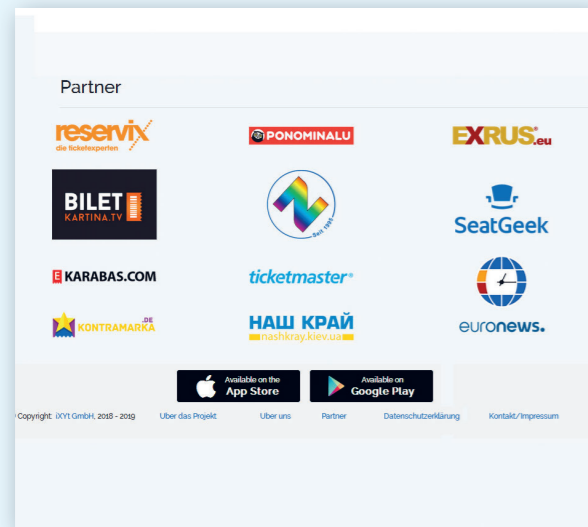 Partner
reservix
die ticketexperten
PONOMINALU
EXRUS.eu
BILET
KARTINA.TV
Seit 1995
SeatGeek
E KARABAS.COM
ticketmaster®
KONTRAMARKA
.DE
НАШ КРАЙ
nashkray.kiev.ua
euronews.
Available on the
App Store
Available on
Google Play
Copyright: iXYt GmbH, 2018 - 2019
Uber das Projekt
Uber uns
Partner
Datenschutzerklärung
Kontakt/Impressum